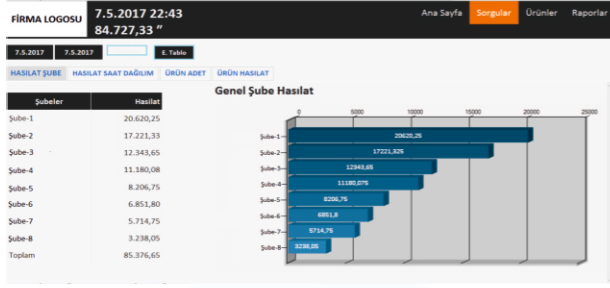 FİRMA LOGOSU
7.5.2017 22:43
84.727,33 ”
Ana Sayfa Sorgular Ürünler Raporlar
7.5.2017 7.5.2017 E. Tablo
HASILAT ŞUBE HASILAT SAAT DAĞILIM ÜRÜN ADET ÜRÜN HASILAT
Şubeler Hasilat
Şube-1 20.620,25
Şube-2 17.221,33
Şube-3 12.343,65
Şube-4 11.180,08
Şube-5 8.206,75
Şube-6 6.851,80
Şube-7 5.714,75
Şube-8 3.238,05
Toplam 85.376,65
Genel Şube Hasılat
0 5000 10000 15000 20000 25000
Şube-1 20620,25
Şube-2 17221,325
Şube-3 12343,65
Şube-4 11180,075
Şube-5 8206,75
Şube-6 6851,8
Şube-7 5714,75
Şube-8 3238,05